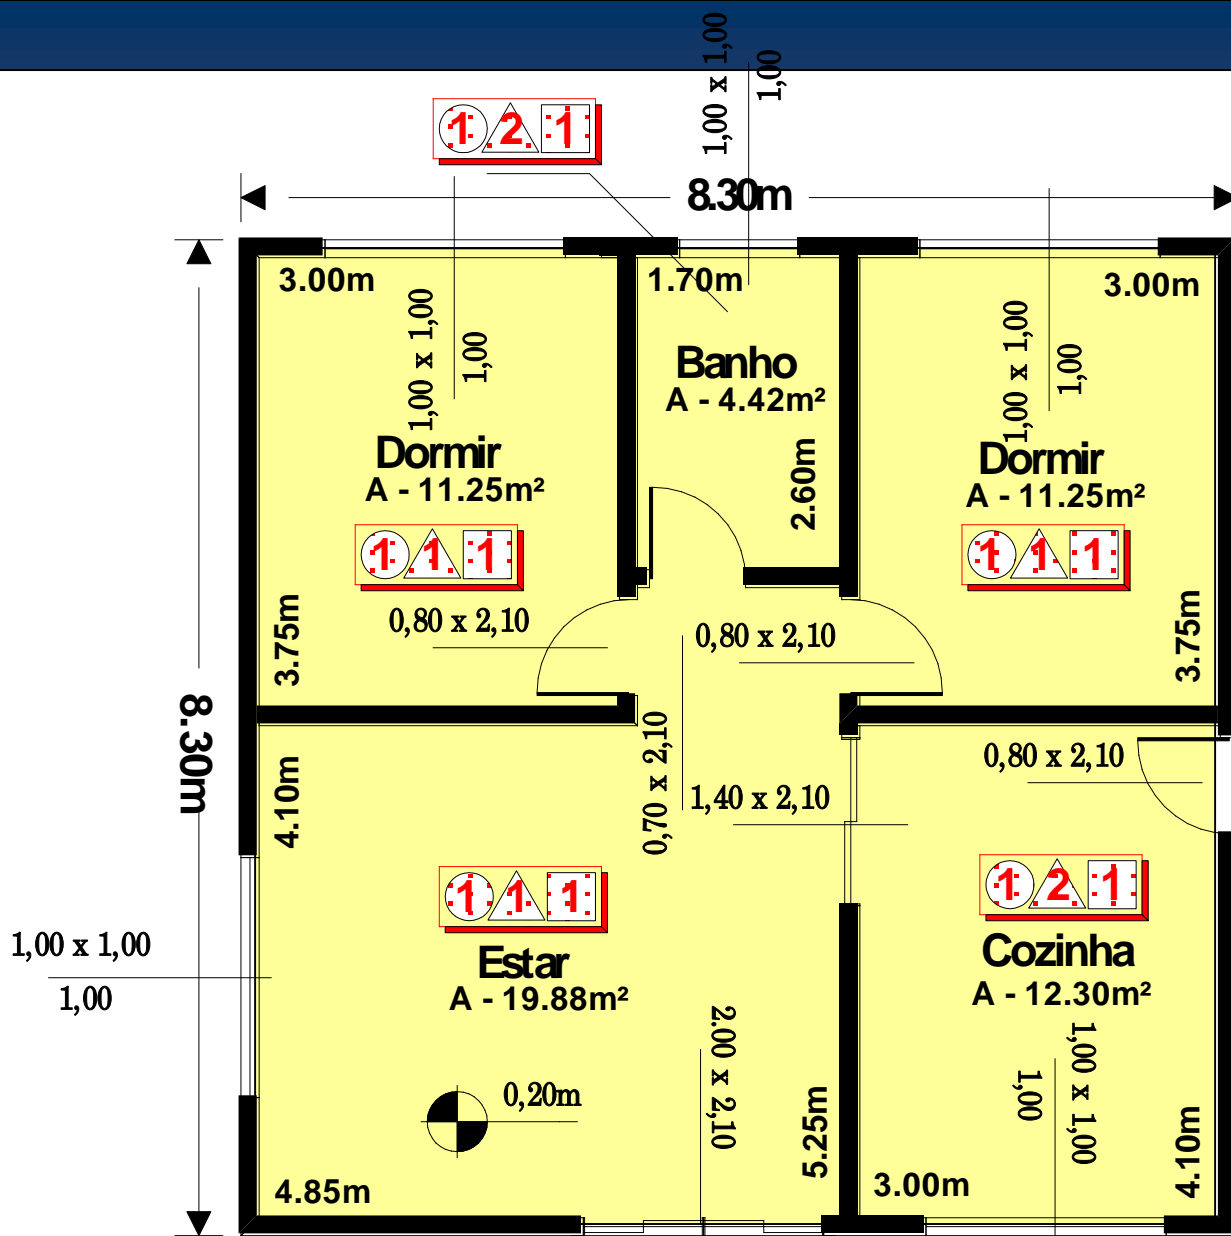 1,00 x 1,00
1,00
1 2 1
8.30m
3.00m
1.70m
3.00m
1,00 x 1,00
1,00
1,00 x 1,00
1,00
Banho
A - 4.42m²
Dormir
A - 11.25m²
2.60m
Dormir
A - 11.25m²
1 1 1
1 1 1
3.75m
0,80 x 2,10
0,80 x 2,10
3.75m
8.30m
4.10m
0,70 x 2,10
0,80 x 2,10
1,40 x 2,10
1 1 1
1 2 1
1,00 x 1,00
1,00
Estar
A - 19.88m²
Cozinha
A - 12.30m²
2.00 x 2,10
1,00 x 1,00
1,00
0,20m
5.25m
4.10m
4.85m
3.00m